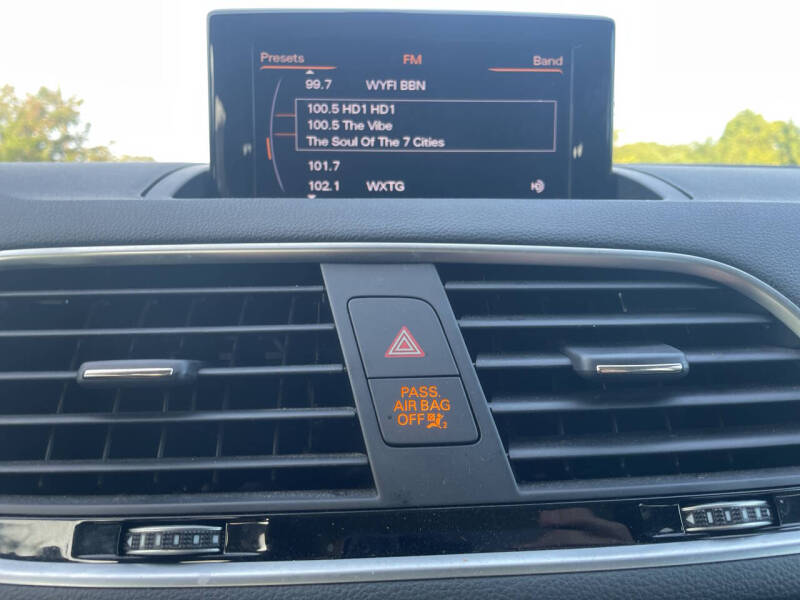 Presets FM Band
99.7 WYFI BBN
100.5 HD1 HD1
100.5 The Vibe
The Soul Of The 7 Cities
101.7
102.1 WXTG
PASS.
AIR BAG
OFF 2